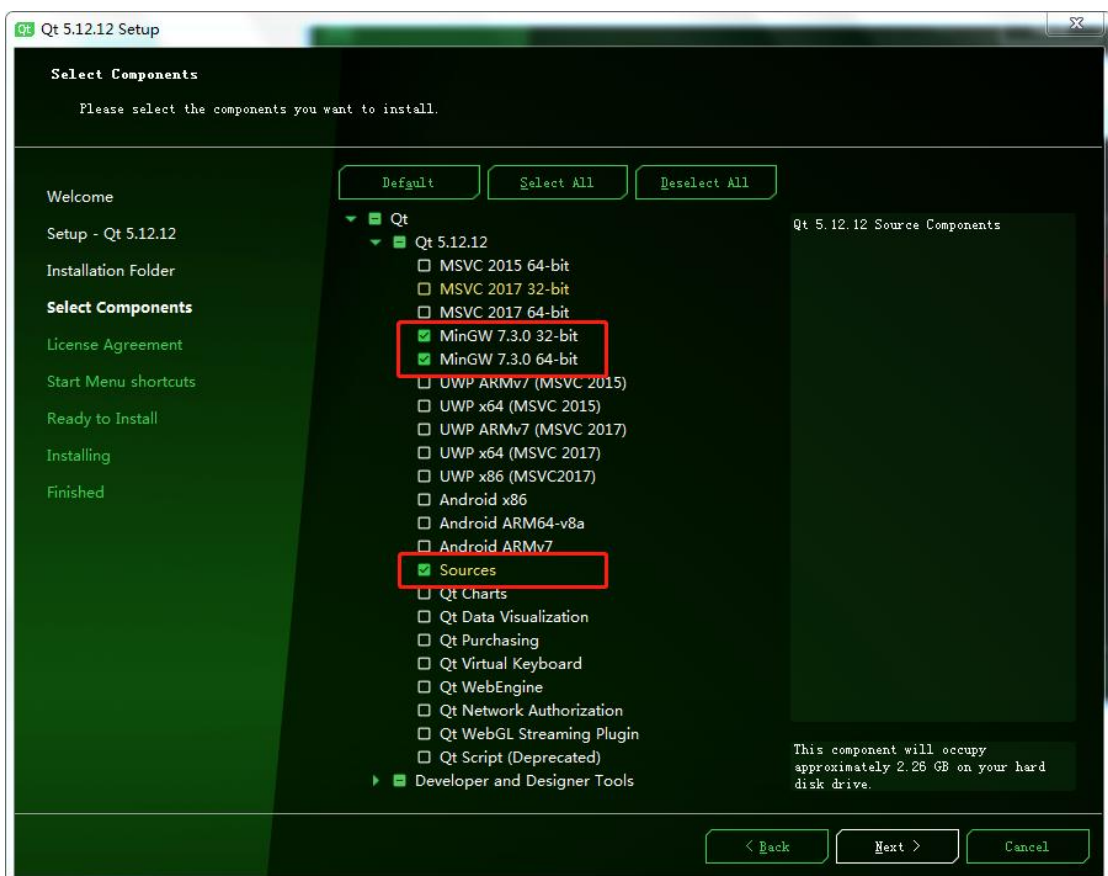 Qt 5.12.12 Setup
Select Components
Please select the components you want to install.
Welcome
Setup - Qt 5.12.12
Installation Folder
Select Components
License Agreement
Start Menu shortcuts
Ready to Install
Installing
Finished
Default
Select All
Deselect All
Qt
Qt 5.12.12
MSVC 2015 64-bit
MSVC 2017 32-bit
MSVC 2017 64-bit
MinGW 7.3.0 32-bit
MinGW 7.3.0 64-bit
UWP ARMv7 (MSVC 2015)
UWP x64 (MSVC 2015)
UWP ARMv7 (MSVC 2017)
UWP x64 (MSVC 2017)
UWP x86 (MSVC2017)
Android x86
Android ARM64-v8a
Android ARMv7
Sources
Qt Charts
Qt Data Visualization
Qt Purchasing
Qt Virtual Keyboard
Qt WebEngine
Qt Network Authorization
Qt WebGL Streaming Plugin
Qt Script (Deprecated)
Developer and Designer Tools
Qt 5.12.12 Source Components
This component will occupy
approximately 2.26 GB on your hard
disk drive.
< Back
Next >
Cancel